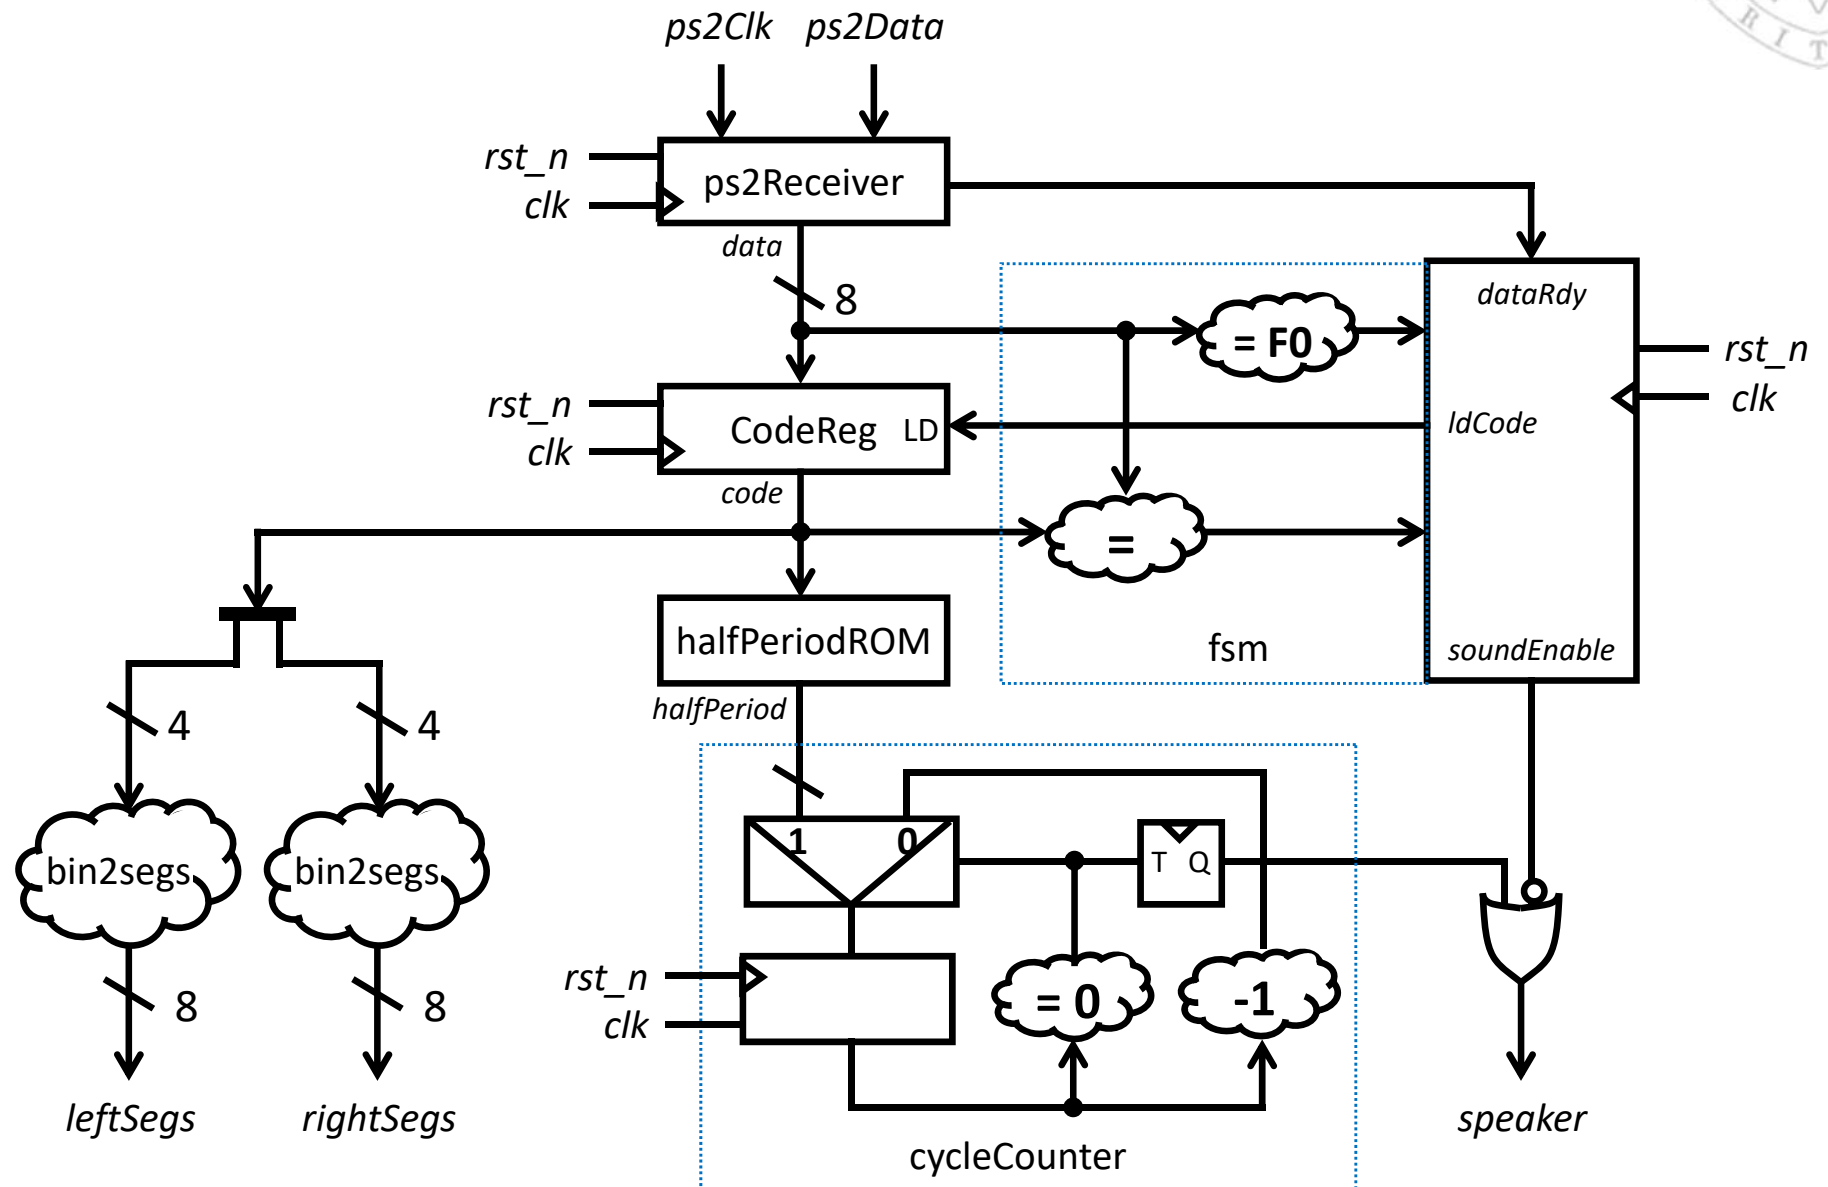 ps2Clk ps2Data
R I T
rst_n
clk
ps2Receiver
data
8
= F0
dataRdy
rst_n
clk
rst_n
clk
CodeReg LD
ldCode
code
=
halfPeriodROM
fsm
soundEnable
halfPeriod
4
4
1 0
T Q
bin2segs
bin2segs
rst_n
clk
= 0
-1
8
8
leftSegs
rightSegs
speaker
cycleCounter